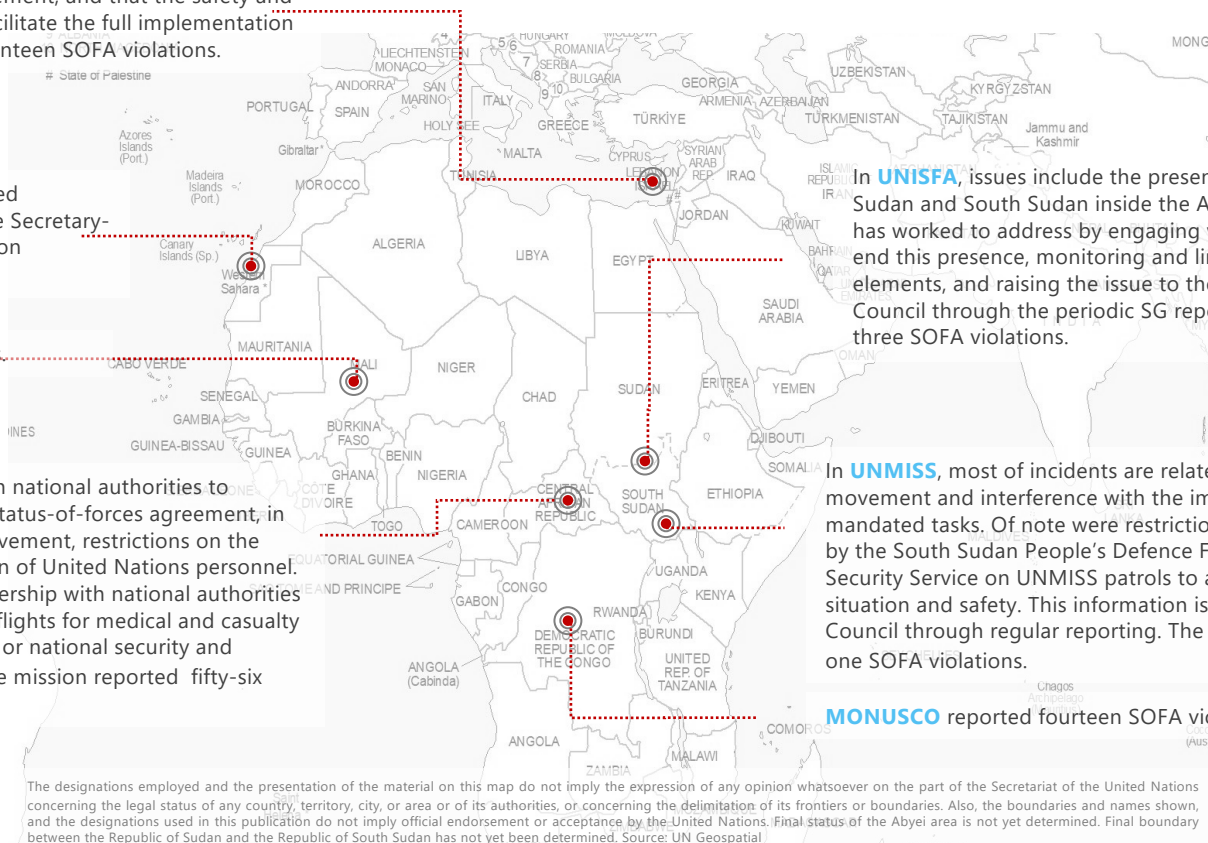 cilitate the full implementation
nteen SOFA violations.
# State of Palestine
LIECHTENSTEIN
MONACO
HUNGARY
5/6
ROMANIA
7
SERBIA
8
BULGARIA
9 10
ANDORRA
SAN
MARINO
ITALY
GEORGIA
UZBEKISTAN
KYRGYZSTAN
MONG
PORTUGAL
SPAIN
HOLY SEE
GREECE
TÜRKİYE
ARMENIA
AZERBAIJAN
TURKMENISTAN
TAJIKISTAN
Jammu and
Kashmir
Azores
Islands
(Port.)
Gibraltar *
MALTA
CYPRUS
SYRIAN
ARAB
REP.
LEBANON
ISRAEL
IRAQ
Madeira
Islands
(Port.)
MOROCCO
TUNISIA
# #
JORDAN
KUWAIT
ed
e Secretary-
on
Canary
Islands (Sp.)
Western
Sahara *
ALGERIA
LIBYA
EGYPT
SAUDI
ARABIA
In UNISFA, issues include the presen
Sudan and South Sudan inside the A
has worked to address by engaging
end this presence, monitoring and
elements, and raising the issue to the
Council through the periodic SG repo
three SOFA violations.
OMAN
MAURITANIA
CABO VERDE
MALI
NIGER
CHAD
SUDAN
ERITREA
YEMEN
SENEGAL
GAMBIA
GUINEA-BISSAU
GUINEA
BURKINA
FASO
BENIN
GHANA
CÔTE
D'IVOIRE
TOGO
NIGERIA
CAMEROON
CENTRAL
AFRICAN
REPUBLIC
SOUTH
SUDAN
ETHIOPIA
DJIBOUTI
SOMALIA
INES
n national authorities to
tatus-of-forces agreement, in
vement, restrictions on the
n of United Nations personnel.
ership with national authorities
flights for medical and casualty
or national security and
e mission reported fifty-six
EQUATORIAL GUINEA
SAO TOME AND PRINCIPE
GABON
CONGO
UGANDA
KENYA
RWANDA
BURUNDI
DEMOCRATIC
REPUBLIC OF
THE CONGO
UNITED
REP. OF
TANZANIA
ANGOLA
(Cabinda)
In UNMISS, most of incidents are relate
movement and interference with the im
mandated tasks. Of note were restriction
by the South Sudan People's Defence F
Security Service on UNMISS patrols to a
situation and safety. This information is
Council through regular reporting. The
one SOFA violations.
Chagos
Archipelago
MONUSCO reported fourteen SOFA vio
COMOROS
(Aus
ANGOLA
MALAWI
ZAMBIA
The designations employed and the presentation of the material on this map do not imply the expression of any opinion whatsoever on the part of the Secretariat of the United Nations
concerning the legal status of any country, territory, city, or area or of its authorities, or concerning the delimitation of its frontiers or boundaries. Also, the boundaries and names shown,
and the designations used in this publication do not imply official endorsement or acceptance by the United Nations. Final status of the Abyei area is not yet determined. Final boundary
between the Republic of Sudan and the Republic of South Sudan has not yet been determined. Source: UN Geospatial